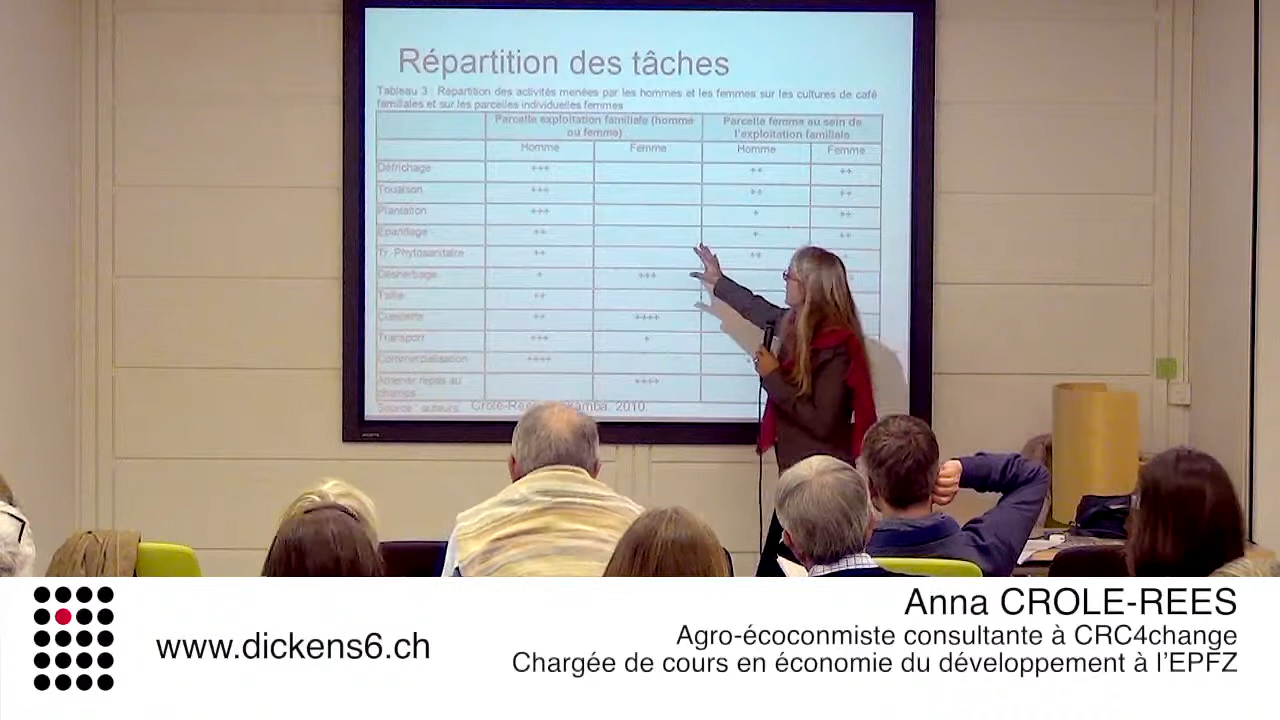 Répartition des tâches
Tableau 3 : Répartition des activités menées par les hommes et les femmes sur les cultures de café
familiales et sur les parcelles individuelles femmes
Parcelle exploitation familiale (homme
ou femme)
Parcelle femme au sein de
l'exploitation familiale
Homme Femme Homme Femme
Défrichage +++ ++ ++
Touaison +++ ++ ++
Plantation +++ + ++
Epandage ++ + ++
Tr. Phytosanitaire ++ ++
Désherbage + +++
Taille ++
Cueillette ++ ++++
Transport +++ +
Commercialisation ++++
Amener repas au ++++
champs
Source : auteurs Crole-Rees 2010.
www.dickens6.ch
Anna CROLE-REES
Agro-écoconmiste consultante à CRC4change
Chargée de cours en économie du développement à l'EPFZ